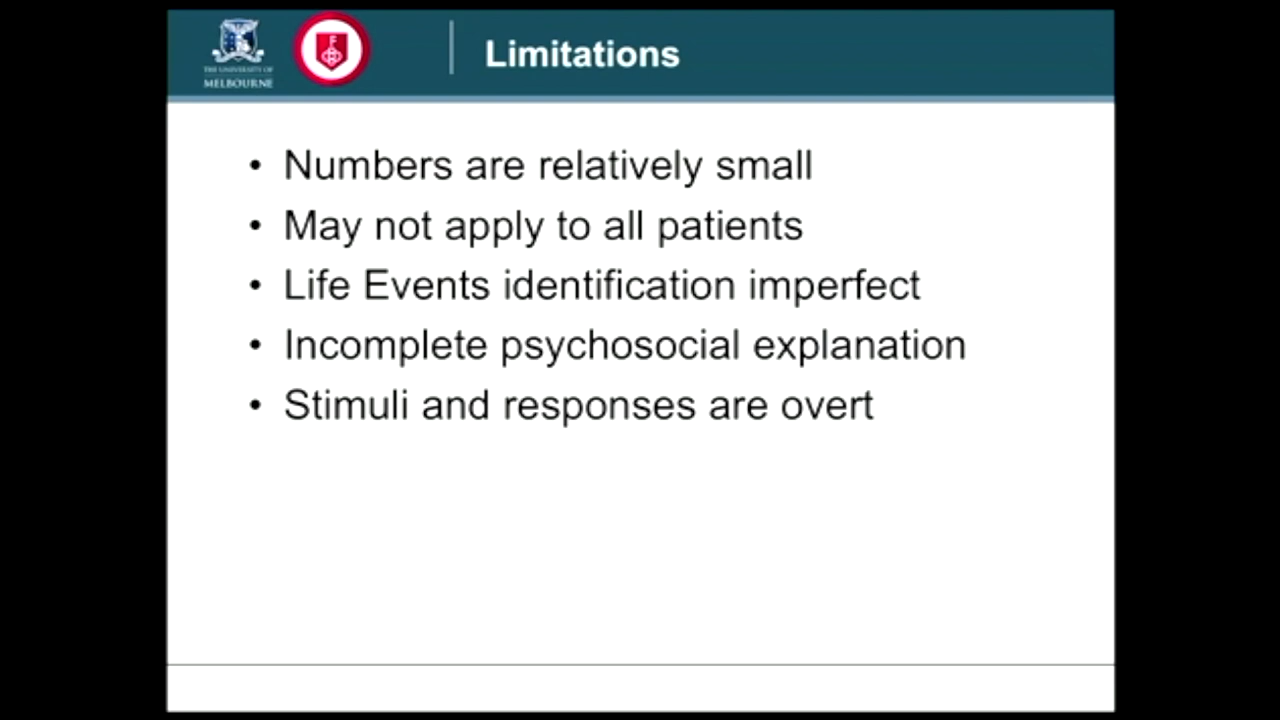 THE UNIVERSITY OF
MELBOURNE
Limitations
• Numbers are relatively small
• May not apply to all patients
• Life Events identification imperfect
• Incomplete psychosocial explanation
• Stimuli and responses are overt